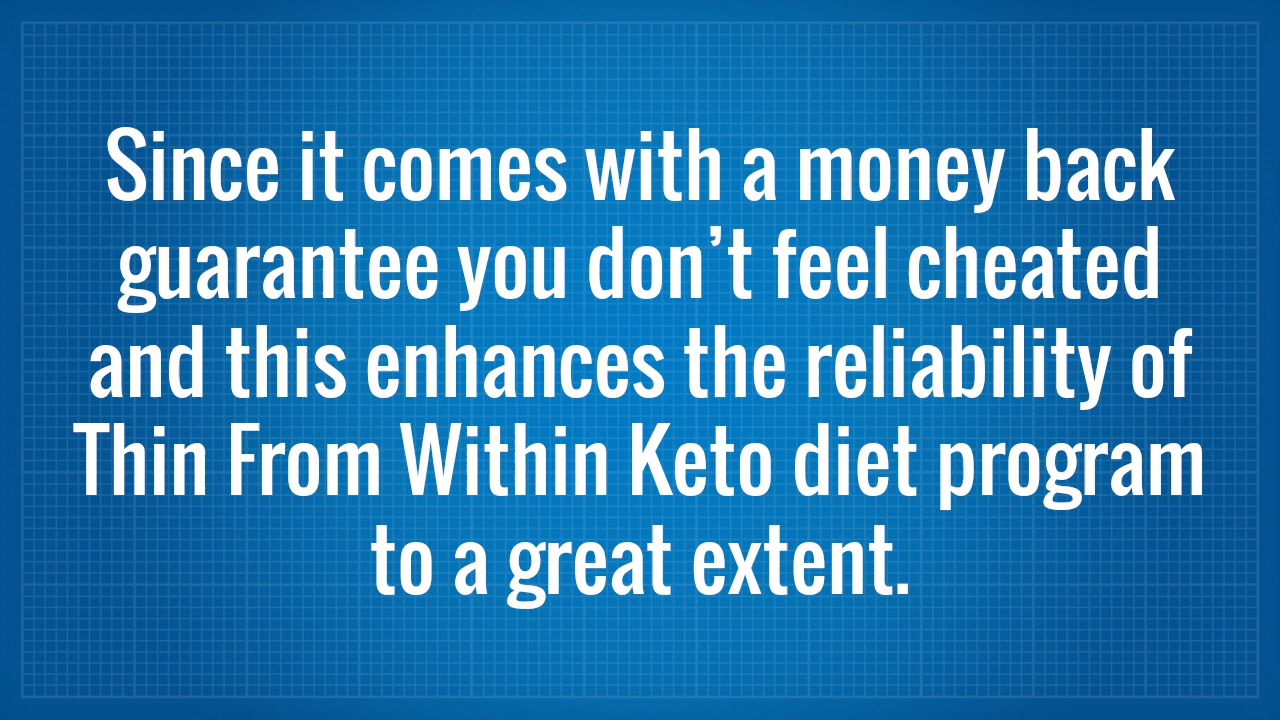 Since it comes with a money back
guarantee you don’t feel cheated
and this enhances the reliability of
Thin From Within Keto diet program
to a great extent.